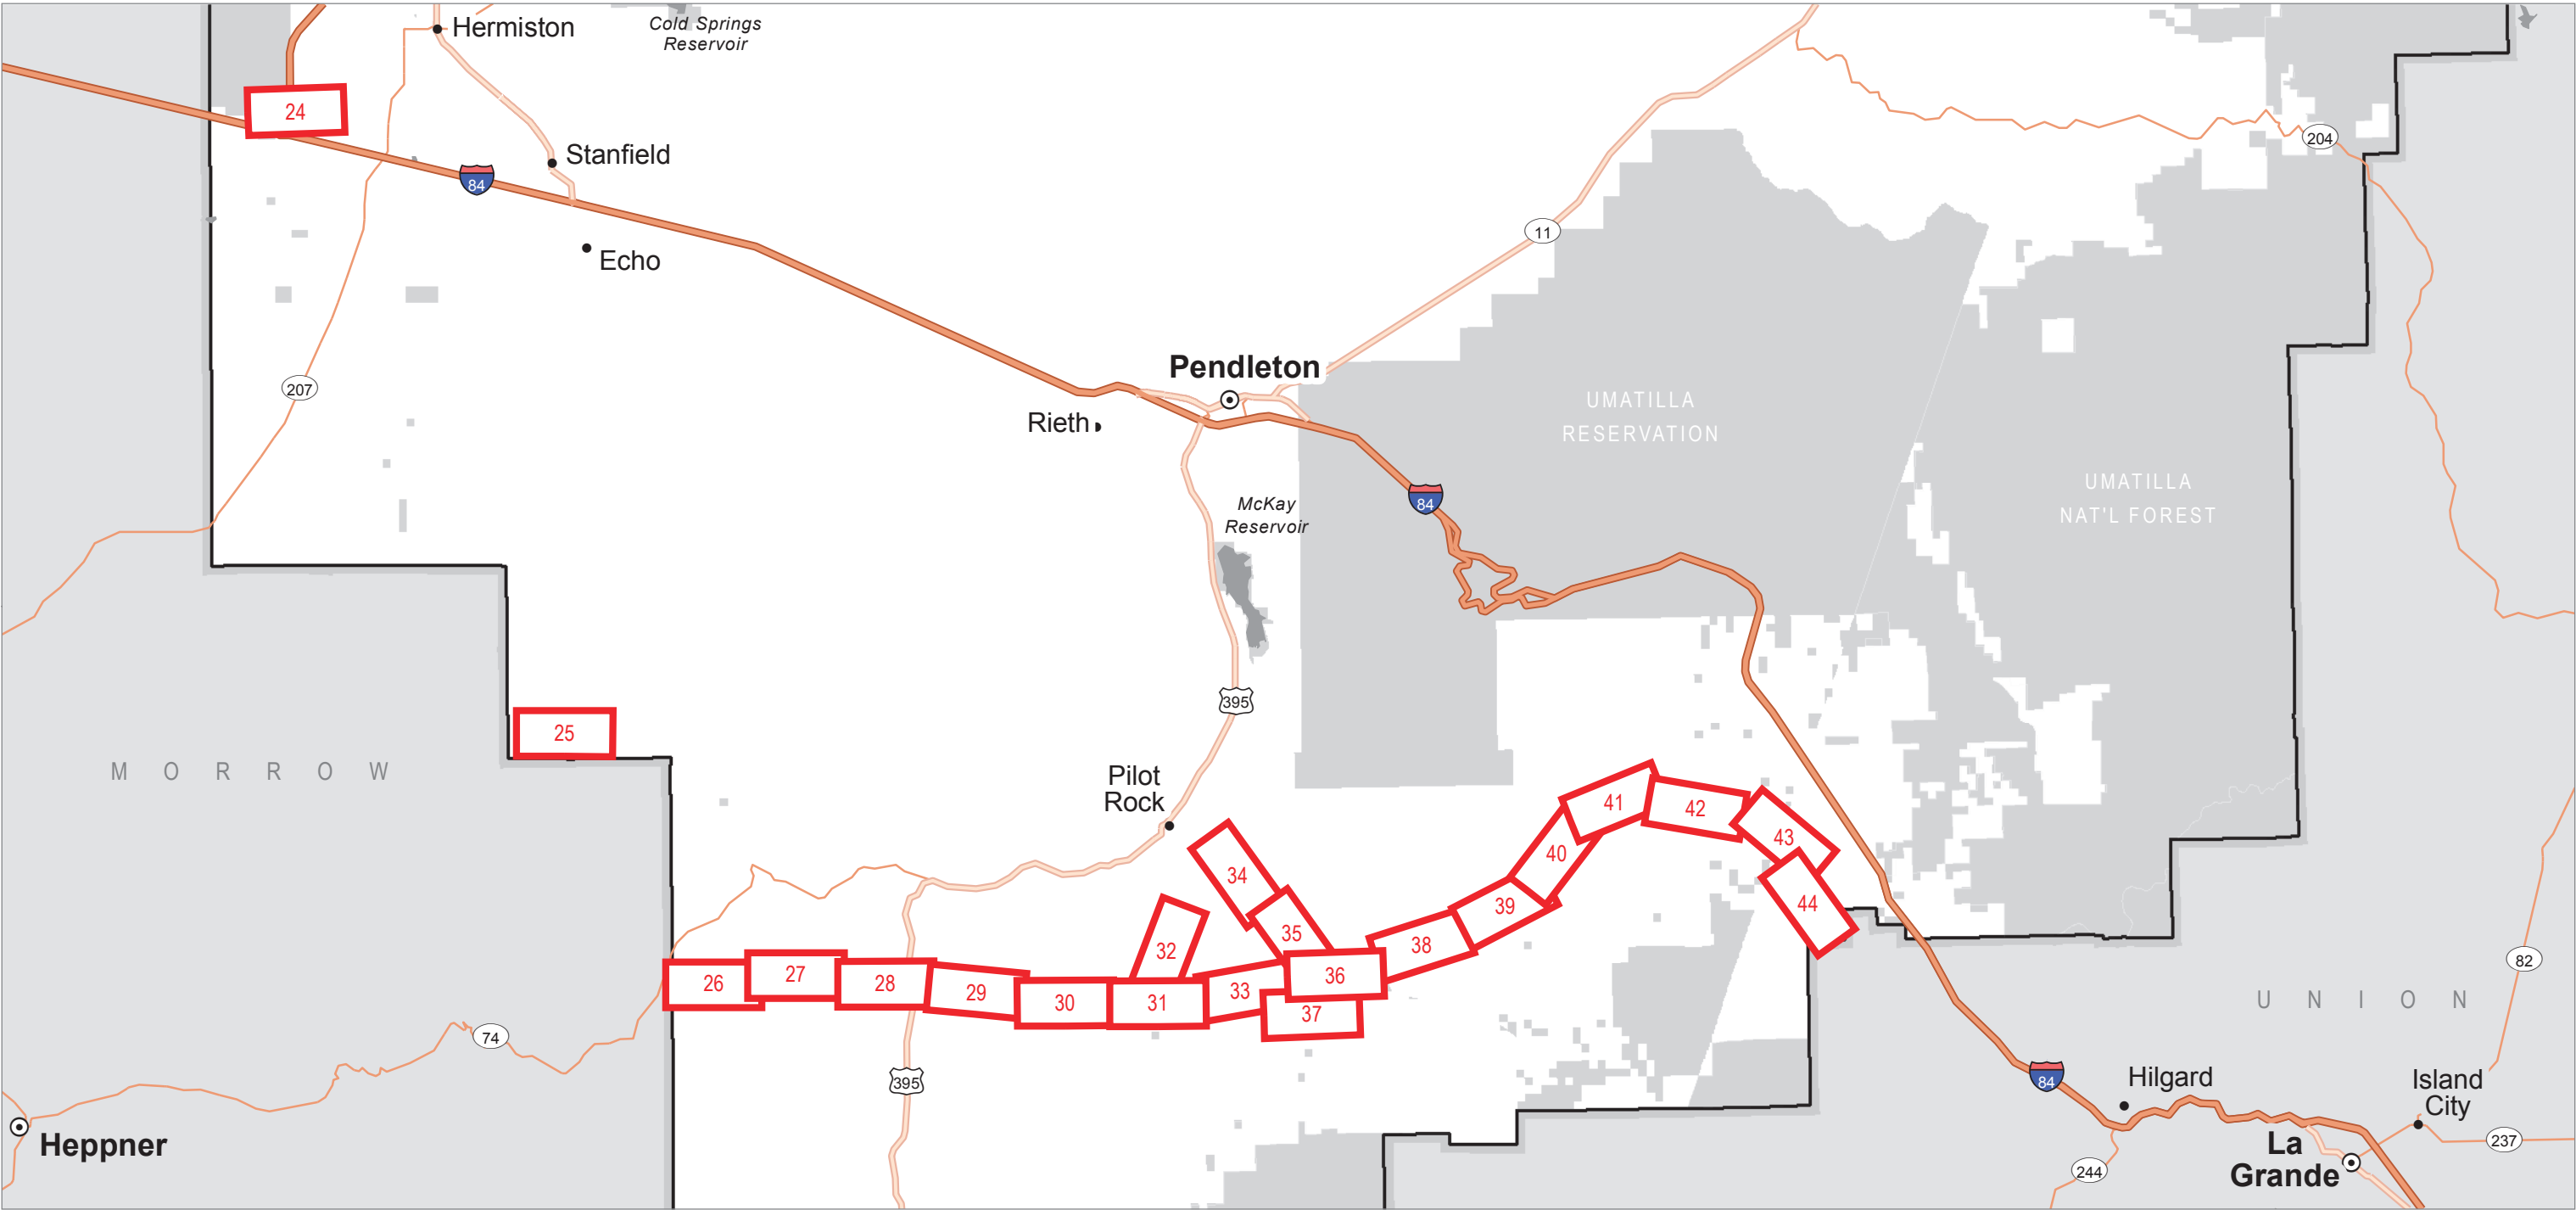 Hermiston
Cold Springs
Reservoir
24
84
Stanfield
204
Echo
11
207
Pendleton
Rieth
UMATILLA
RESERVATION
UMATILLA
NAT'L FOREST
84
McKay
Reservoir
395
25
MORROW
Pilot
Rock
41
42
43
40
34
44
39
35
32
38
26
27
28
29
30
31
33
36
37
82
UNION
74
395
84
Hilgard
Island
City
Heppner
237
La
Grande
244